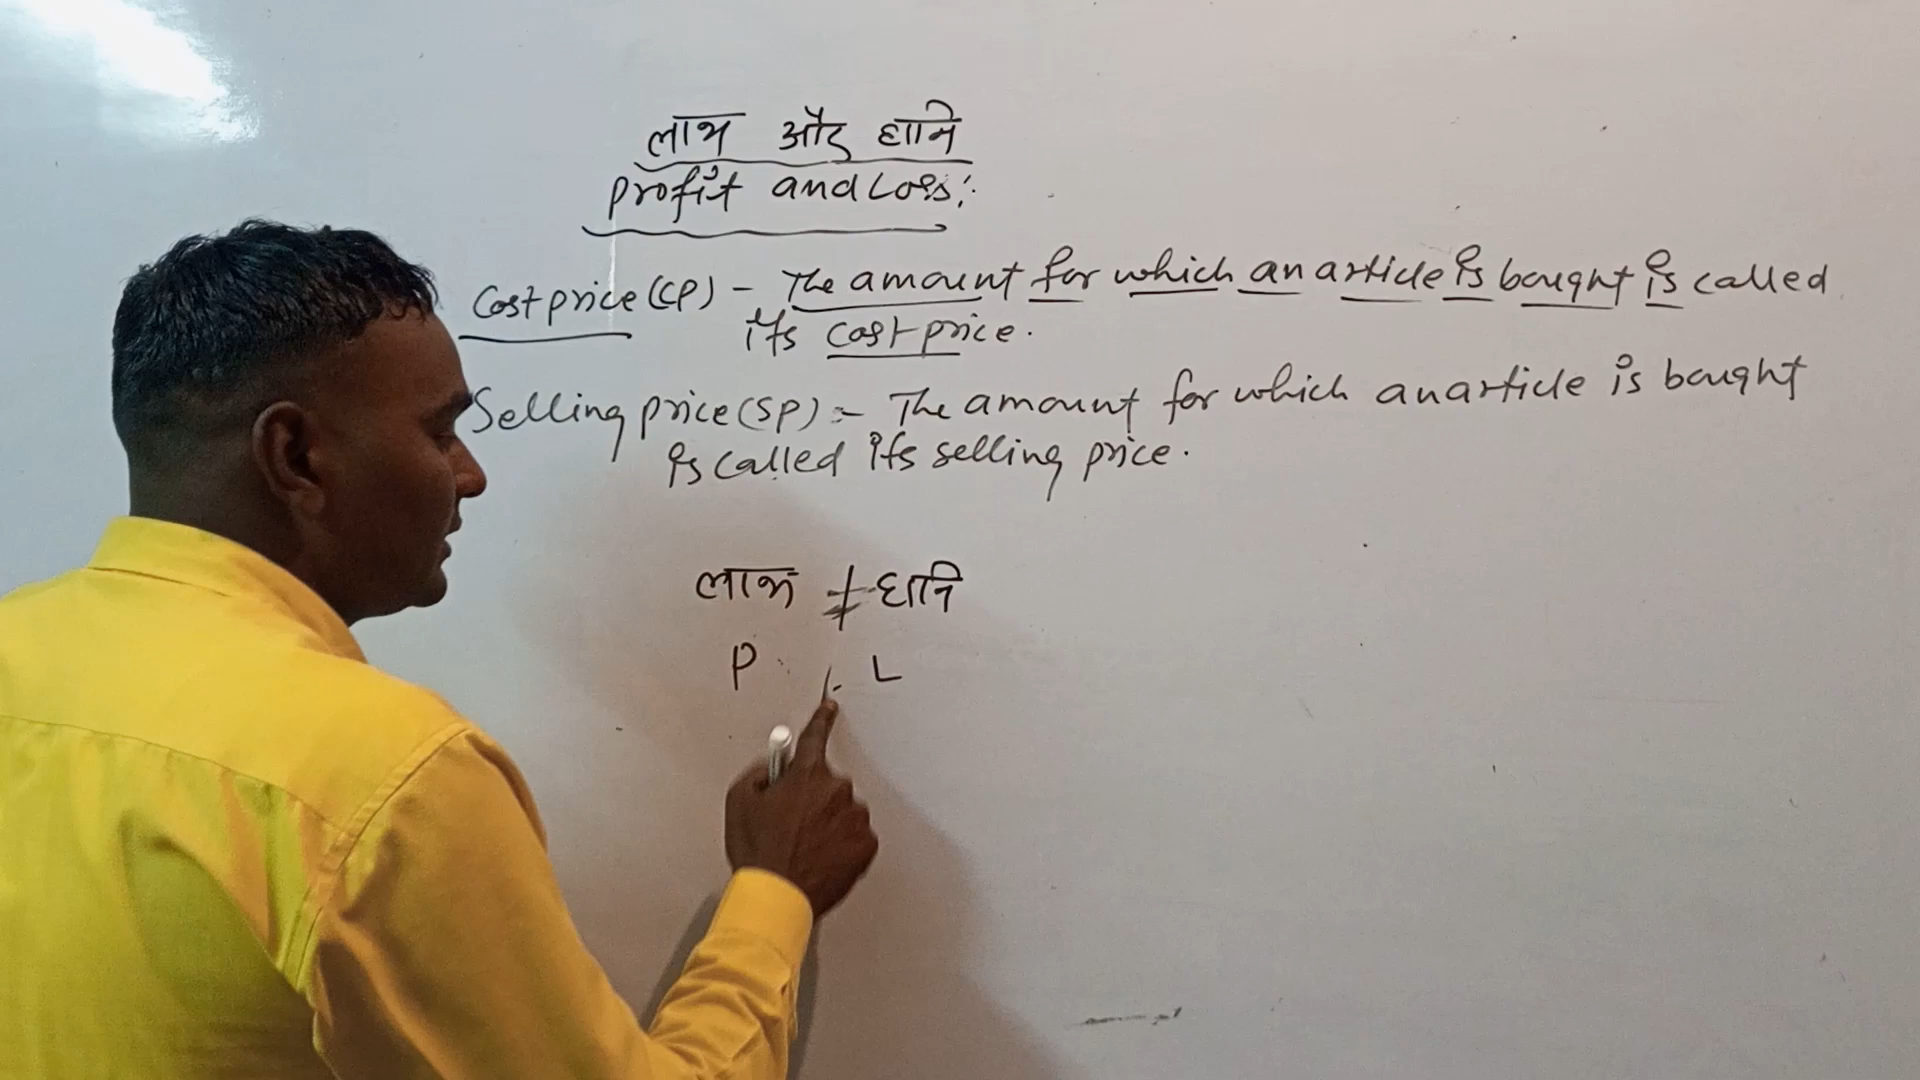 लाभ और हानि
profit and Loss:
Cost price (CP) - The amount for which an article is bought is called
its cost price.
Selling price (SP) :- The amount for which an article is bought
is called its selling price.
लाभ ≠ हानि
P L